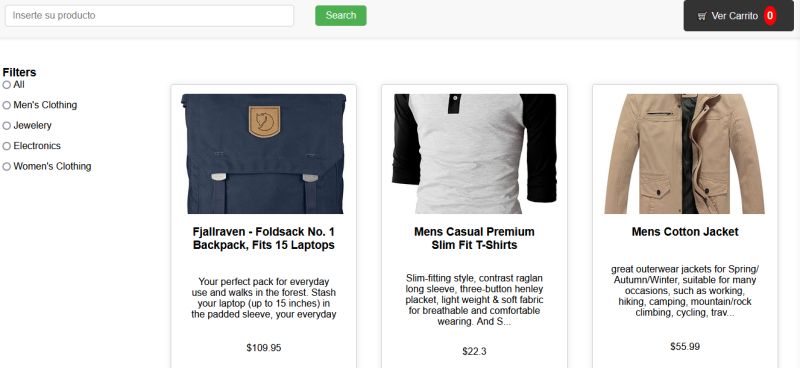 Inserte su producto
Search
Ver Carrito 0
Filters
All
Men's Clothing
Jewelery
Electronics
Women's Clothing
Fjallraven - Foldsack No. 1
Backpack, Fits 15 Laptops
Your perfect pack for everyday
use and walks in the forest. Stash
your laptop (up to 15 inches) in
the padded sleeve, your everyday
$109.95
Mens Casual Premium
Slim Fit T-Shirts
Slim-fitting style, contrast raglan
long sleeve, three-button henley
placket, light weight & soft fabric
for breathable and comfortable
wearing. And S...
$22.3
Mens Cotton Jacket
great outerwear jackets for Spring/
Autumn/Winter, suitable for many
occasions, such as working,
hiking, camping, mountain/rock
climbing, cycling, trav...
$55.99